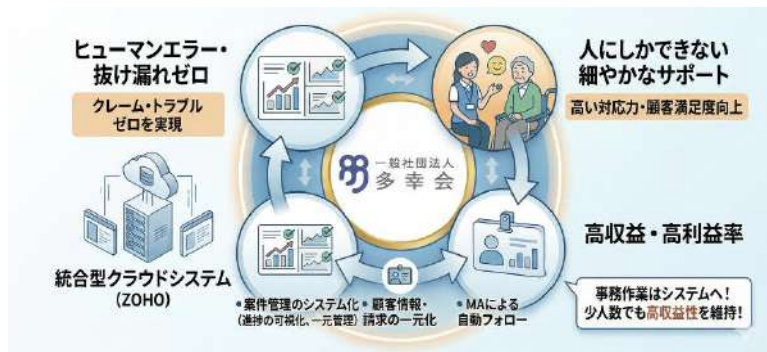 ヒューマンエラー・
抜け漏れゼロ
クレーム・トラブル
ゼロを実現
人にしかできない
細やかなサポート
高い対応力・顧客満足度向上
一般社団法人
多幸会
統合型クラウドシステム
(ZOHO)
高収益・高利益率
• 案件管理のシステム化
(進捗の可視化、一元管理)
• 顧客情報・
請求の一元化
• MAによる
自動フォロー
事務作業はシステムへ！
少人数でも高収益性を維持！